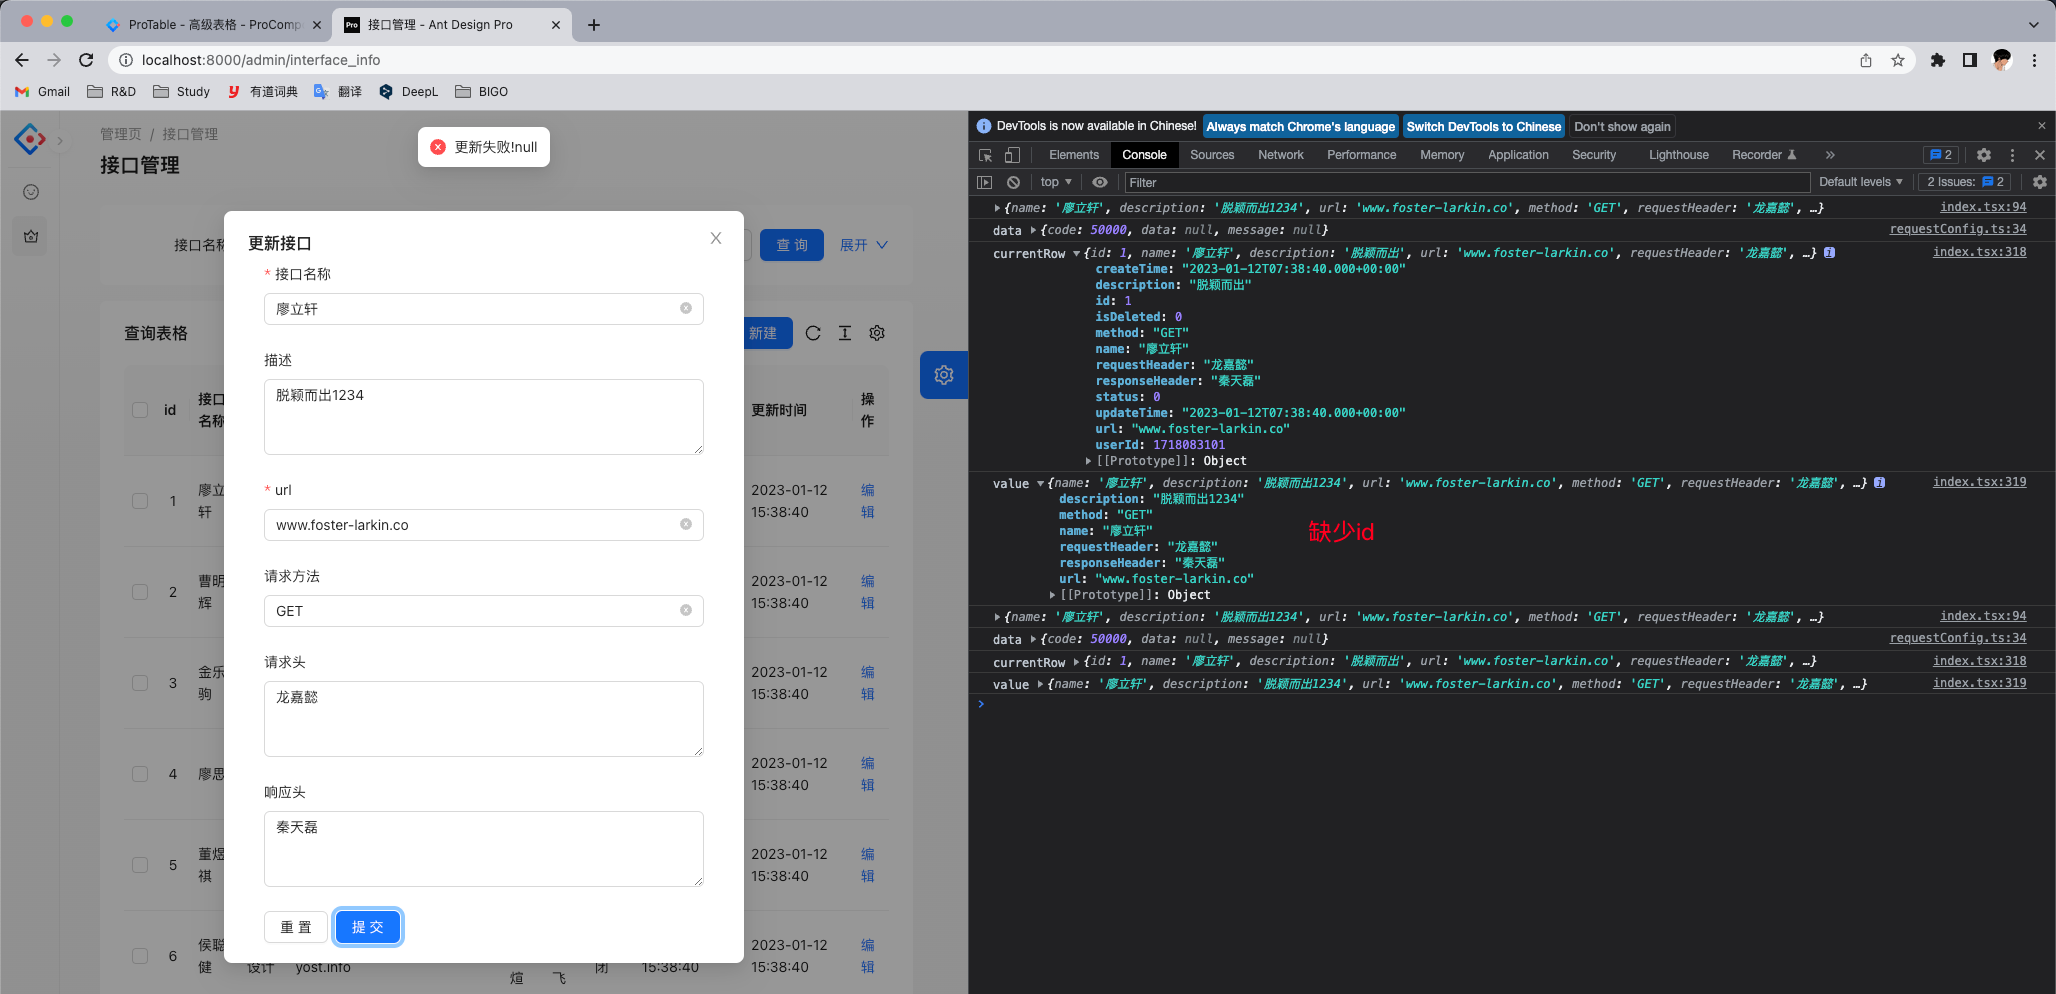 ProTable - 高级表格 - ProComp
接口管理 - Ant Design Pro
localhost:8000/admin/interface_info
Gmail
R&D
Study
有道词典
翻译
DeepL
BIGO
管理页 / 接口管理
接口管理
更新失败!null
接口名称
查 询
展开
查询表格
新建
id
接口名称
更新时间
操作
1
廖立轩
2023-01-12 15:38:40
编辑
2
曹明辉
2023-01-12 15:38:40
编辑
3
金乐驹
2023-01-12 15:38:40
编辑
4
廖思
2023-01-12 15:38:40
编辑
5
董煜祺
2023-01-12 15:38:40
编辑
6
侯聪健
设计
yost.info
煊
飞
闭
15:38:40
2023-01-12 15:38:40
编辑
更新接口
* 接口名称
廖立轩
描述
脱颖而出1234
* url
www.foster-larkin.co
请求方法
GET
请求头
龙嘉懿
响应头
秦天磊
重 置
提 交
DevTools is now available in Chinese!
Always match Chrome's language
Switch DevTools to Chinese
Don't show again
Elements
Console
Sources
Network
Performance
Memory
Application
Security
Lighthouse
Recorder
2
top
Filter
Default levels
2 Issues: 2
{name: '廖立轩', description: '脱颖而出1234', url: 'www.foster-larkin.co', method: 'GET', requestHeader: '龙嘉懿', …} index.tsx:94
data {code: 50000, data: null, message: null} requestConfig.ts:34
currentRow {id: 1, name: '廖立轩', description: '脱颖而出', url: 'www.foster-larkin.co', requestHeader: '龙嘉懿', …} index.tsx:318
createTime: "2023-01-12T07:38:40.000+00:00"
description: "脱颖而出"
id: 1
isDeleted: 0
method: "GET"
name: "廖立轩"
requestHeader: "龙嘉懿"
responseHeader: "秦天磊"
status: 0
updateTime: "2023-01-12T07:38:40.000+00:00"
url: "www.foster-larkin.co"
userId: 1718083101
[[Prototype]]: Object
value {name: '廖立轩', description: '脱颖而出1234', url: 'www.foster-larkin.co', method: 'GET', requestHeader: '龙嘉懿', …} index.tsx:319
description: "脱颖而出1234"
method: "GET"
name: "廖立轩"
requestHeader: "龙嘉懿"
responseHeader: "秦天磊"
url: "www.foster-larkin.co"
[[Prototype]]: Object
缺少id
{name: '廖立轩', description: '脱颖而出1234', url: 'www.foster-larkin.co', method: 'GET', requestHeader: '龙嘉懿', …} index.tsx:94
data {code: 50000, data: null, message: null} requestConfig.ts:34
currentRow {id: 1, name: '廖立轩', description: '脱颖而出', url: 'www.foster-larkin.co', requestHeader: '龙嘉懿', …} index.tsx:318
value {name: '廖立轩', description: '脱颖而出1234', url: 'www.foster-larkin.co', method: 'GET', requestHeader: '龙嘉懿', …} index.tsx:319